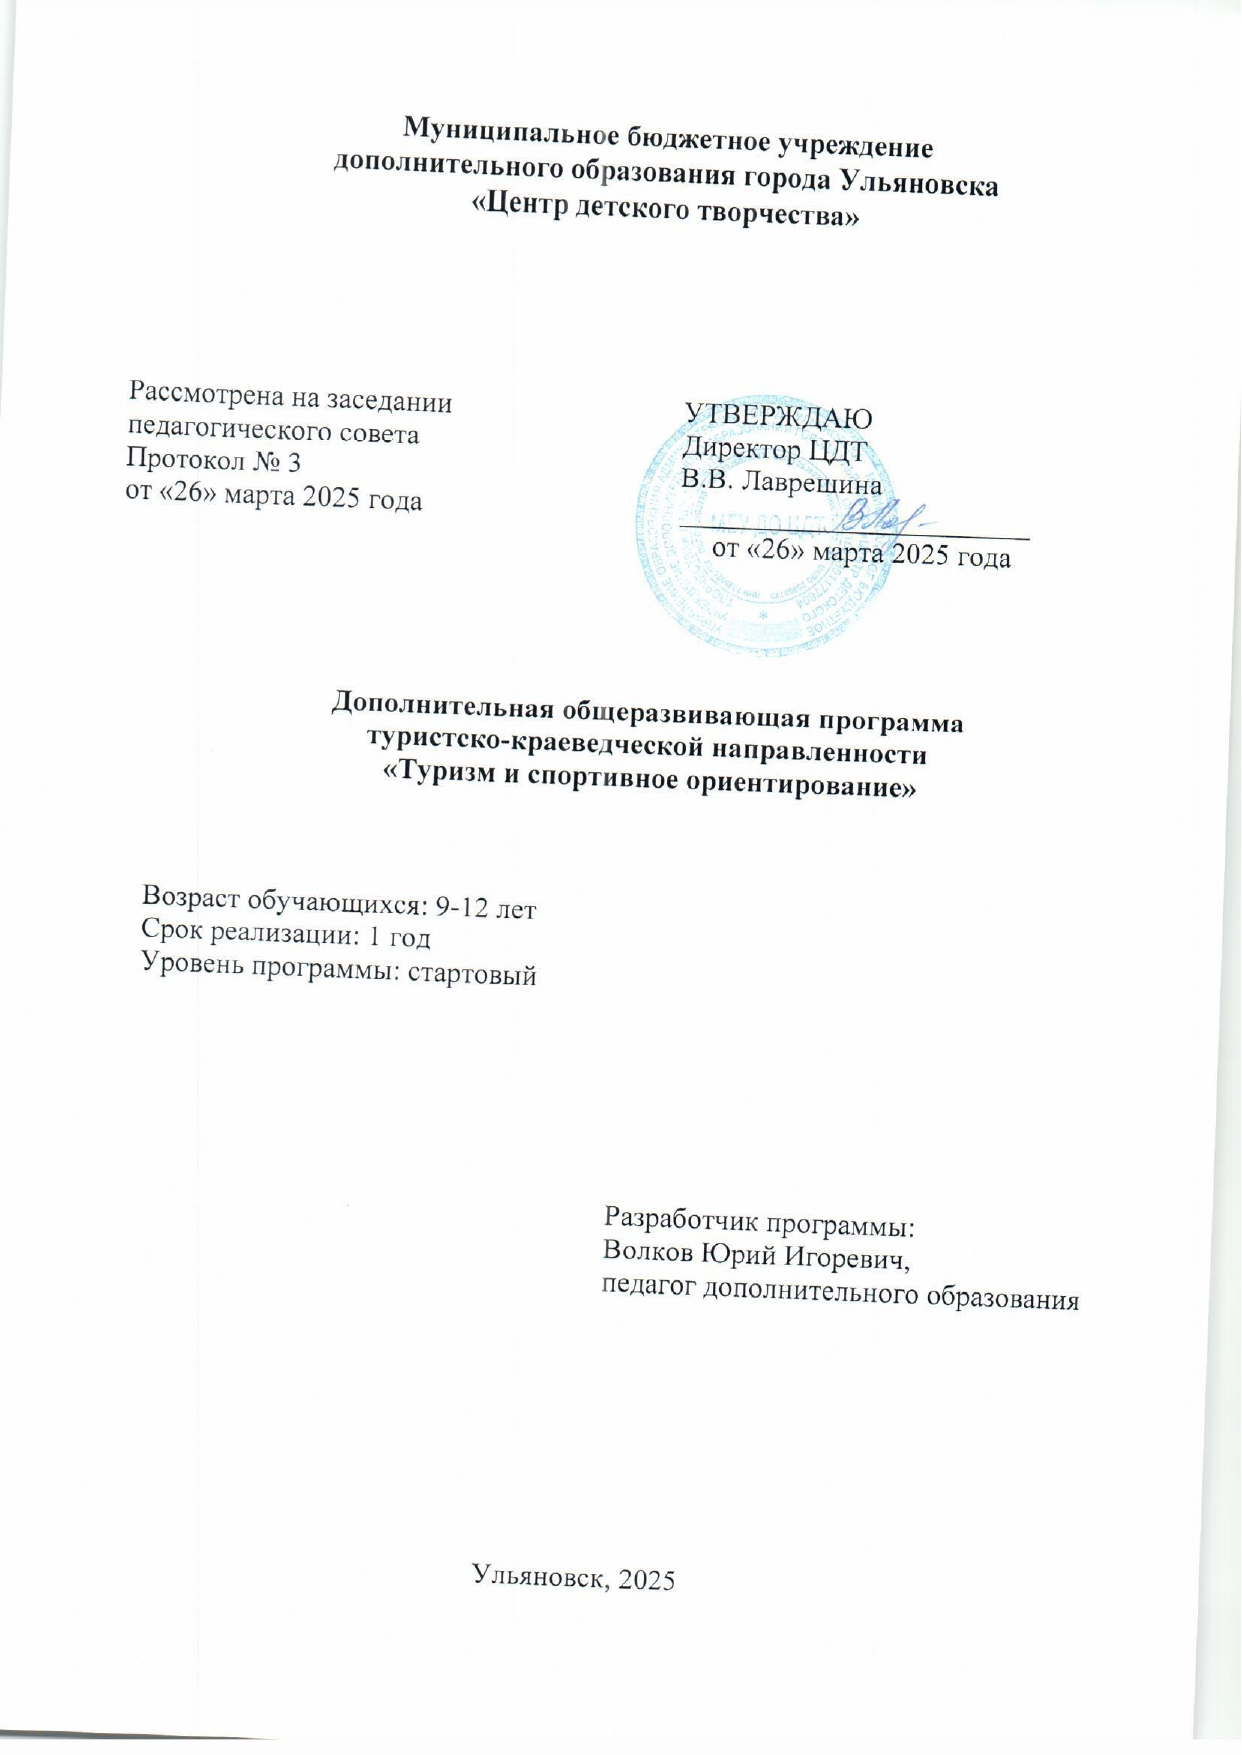 Муниципальное бюджетное учреждение
дополнительного образования города Ульяновска
«Центр детского творчества»
Рассмотрена на заседании
педагогического совета
Протокол № 3
от «26» марта 2025 года
УТВЕРЖДАЮ
Директор ЦДТ
В.В. Лаврешина
от «26» марта 2025 года
Дополнительная общеразвивающая программа
туристско-краеведческой направленности
«Туризм и спортивное ориентирование»
Возраст обучающихся: 9-12 лет
Срок реализации: 1 год
Уровень программы: стартовый
Разработчик программы:
Волков Юрий Игоревич,
педагог дополнительного образования
Ульяновск, 2025